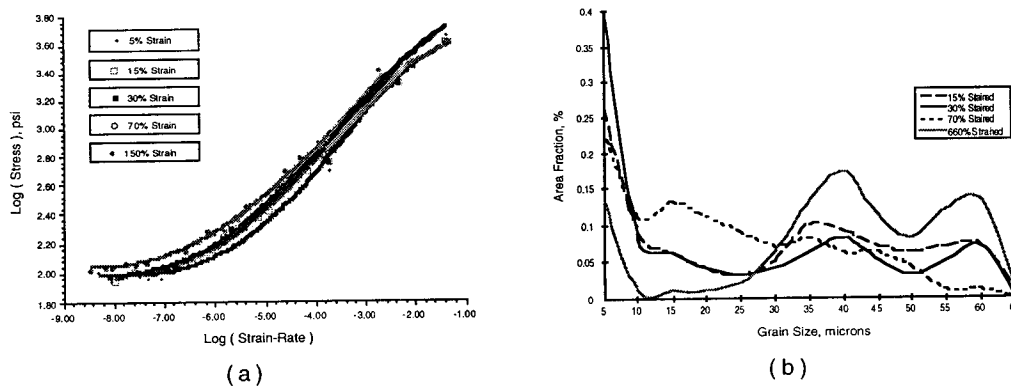 3.80
3.60
3.40
3.20
3.00
2.80
2.60
2.40
2.20
2.00
1.80
Log ( Stress ), psi
5% Strain
15% Strain
30% Strain
70% Strain
150% Strain
-9.00 -8.00 -7.00 -6.00 -5.00 -4.00 -3.00 -2.00 -1.00
Log ( Strain-Rate )
(a)
0.4
0.35
0.3
0.25
0.2
0.15
0.1
0.05
0
Area Fraction, %
15% Staired
30% Staired
70% Staired
660% Strained
5 10 15 25 30 35 40 45 50 55 60
Grain Size, microns
(b)